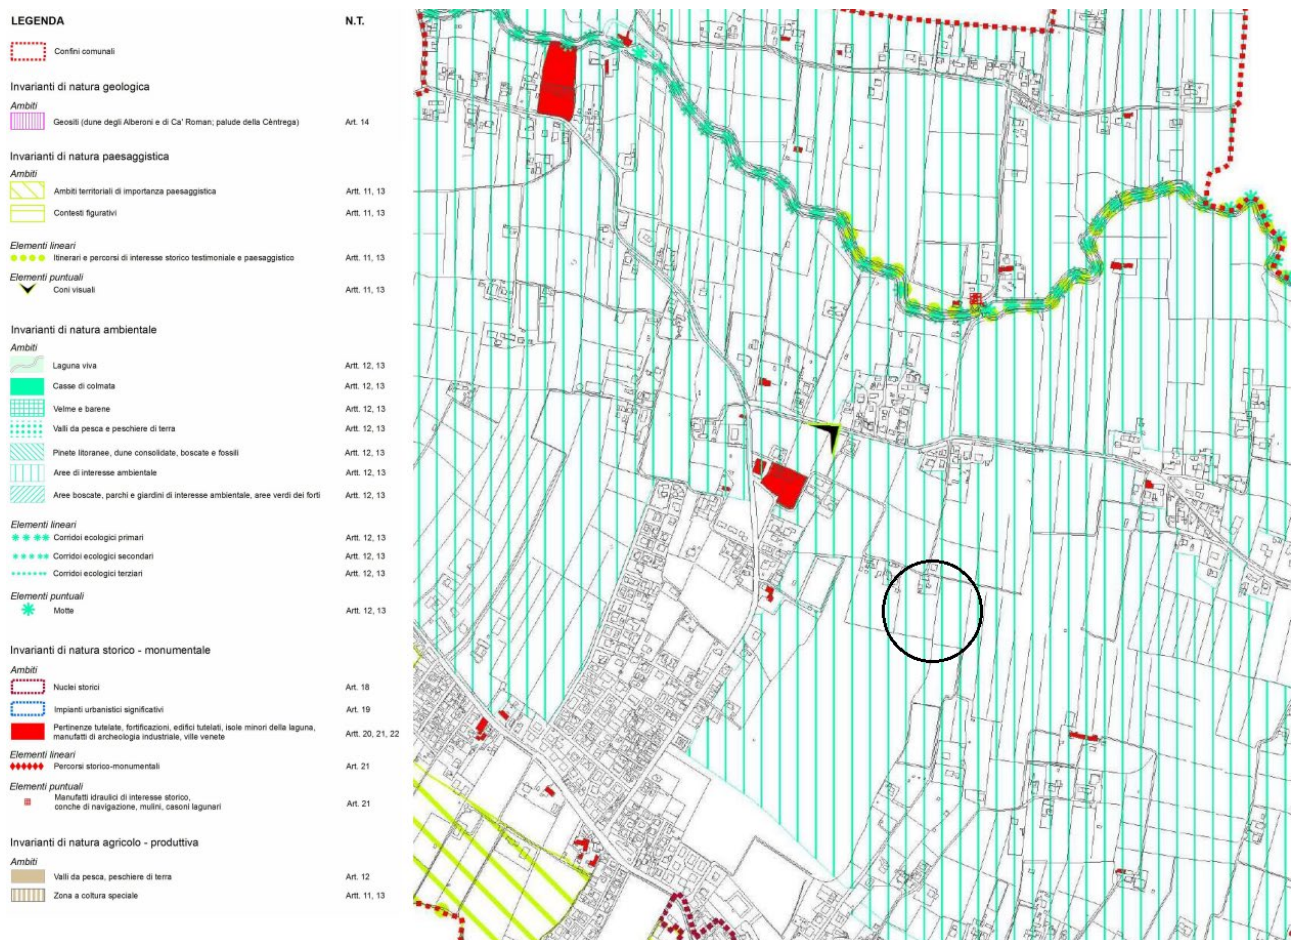 LEGENDA N.T.
Confini comunali
Invarianti di natura geologica
Ambiti
Geositi (dune degli Alberoni e di Ca' Roman; palude della Cèntrega) Art. 14
Invarianti di natura paesaggistica
Ambiti
Ambiti territoriali di importanza paesaggistica Artt. 11, 13
Contesti figurativi Artt. 11, 13
Elementi lineari
Itinerari e percorsi di interesse storico testimoniale e paesaggistico Artt. 11, 13
Elementi puntuali
Coni visuali Artt. 11, 13
Invarianti di natura ambientale
Ambiti
Laguna viva Artt. 12, 13
Casse di colmata Artt. 12, 13
Velme e barene Artt. 12, 13
Valli da pesca e peschiere di terra Artt. 12, 13
Pinete litoranee, dune consolidate, boscate e fossili Artt. 12, 13
Aree di interesse ambientale Artt. 12, 13
Aree boscate, parchi e giardini di interesse ambientale, aree verdi dei forti Artt. 12, 13
Elementi lineari
Corridoi ecologici primari Artt. 12, 13
Corridoi ecologici secondari Artt. 12, 13
Corridoi ecologici terziari Artt. 12, 13
Elementi puntuali
Motte Artt. 12, 13
Invarianti di natura storico - monumentale
Ambiti
Nuclei storici Art. 18
Impianti urbanistici significativi Art. 19
Pertinenze tutelate, fortificazioni, edifici tutelati, isole minori della laguna,
manufatti di archeologia industriale, ville venete Artt. 20, 21, 22
Elementi lineari
Percorsi storico-monumentali Art. 21
Elementi puntuali
Manufatti idraulici di interesse storico,
conche di navigazione, mulini, casoni lagunari Art. 21
Invarianti di natura agricolo - produttiva
Ambiti
Valli da pesca, peschiere di terra Art. 12
Zona a coltura speciale Artt. 11, 13